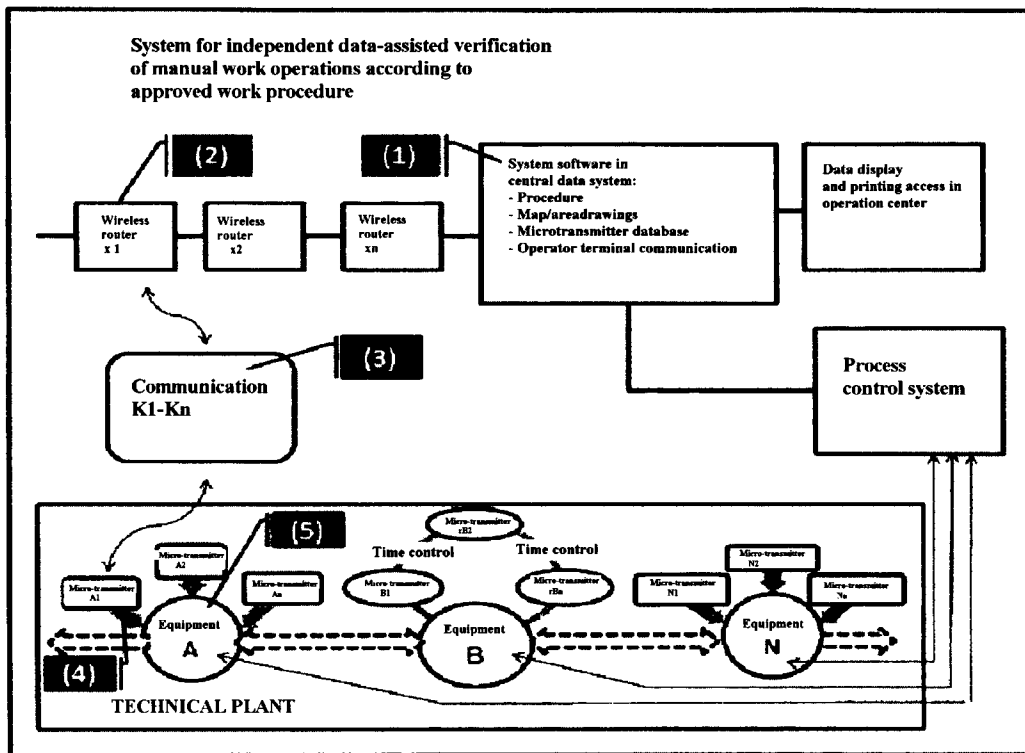 System for independent data-assisted verification
of manual work operations according to
approved work procedure
(2)
(1)
Wireless
router
x 1
Wireless
router
x2
Wireless
router
xn
System software in
central data system:
- Procedure
- Map/areadrawings
- Microtransmitter database
- Operator terminal communication
Data display
and printing access in
operation center
(3)
Communication
K1-Kn
Process
control system
(5)
Micro-transmitter
A1
Micro-transmitter
A2
Micro-transmitter
An
Equipment
A
(4)
Micro-transmitter
rB2
Time control
Time control
Micro-transmitter
B1
Micro-transmitter
rBn
Equipment
B
Micro-transmitter
N1
Micro-transmitter
N2
Micro-transmitter
Nn
Equipment
N
TECHNICAL PLANT